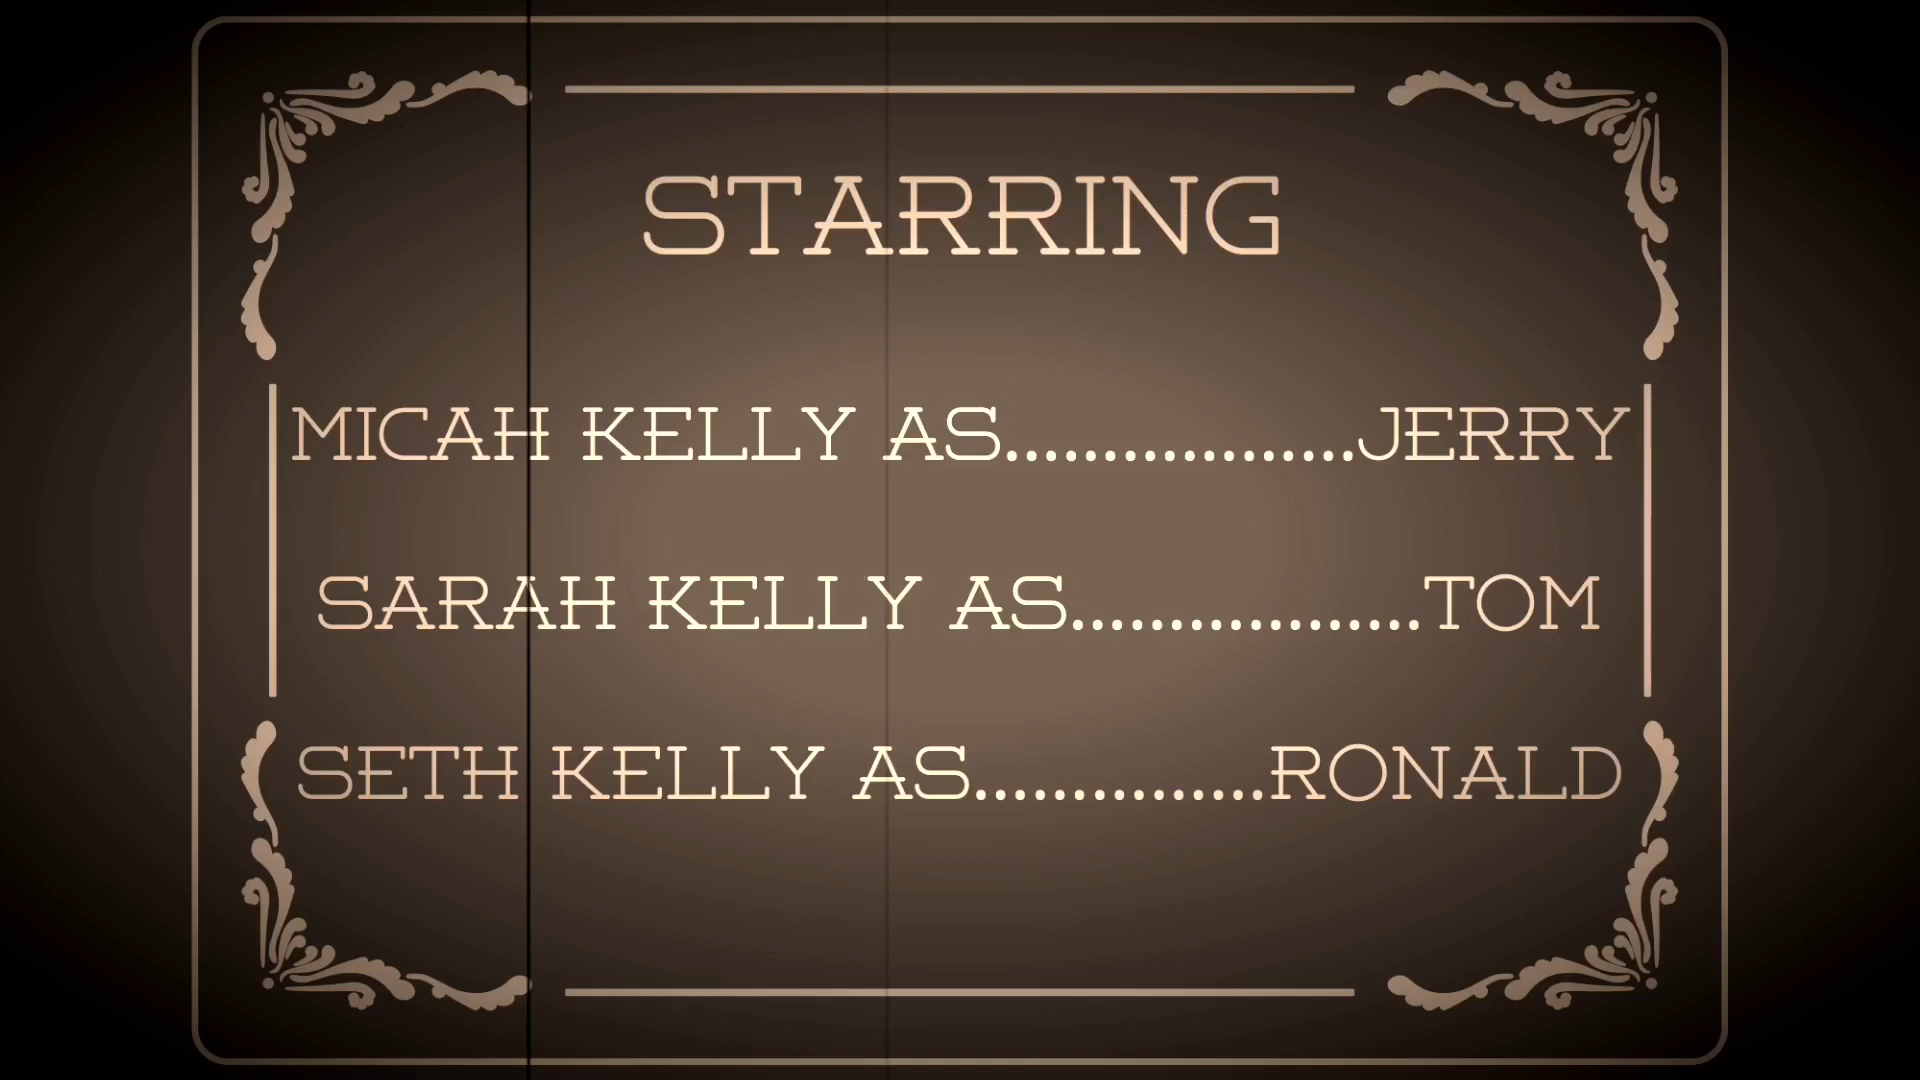 STARRING
MICAH KELLY AS..................JERRY
SARAH KELLY AS..................TOM
SETH KELLY AS...............RONALD